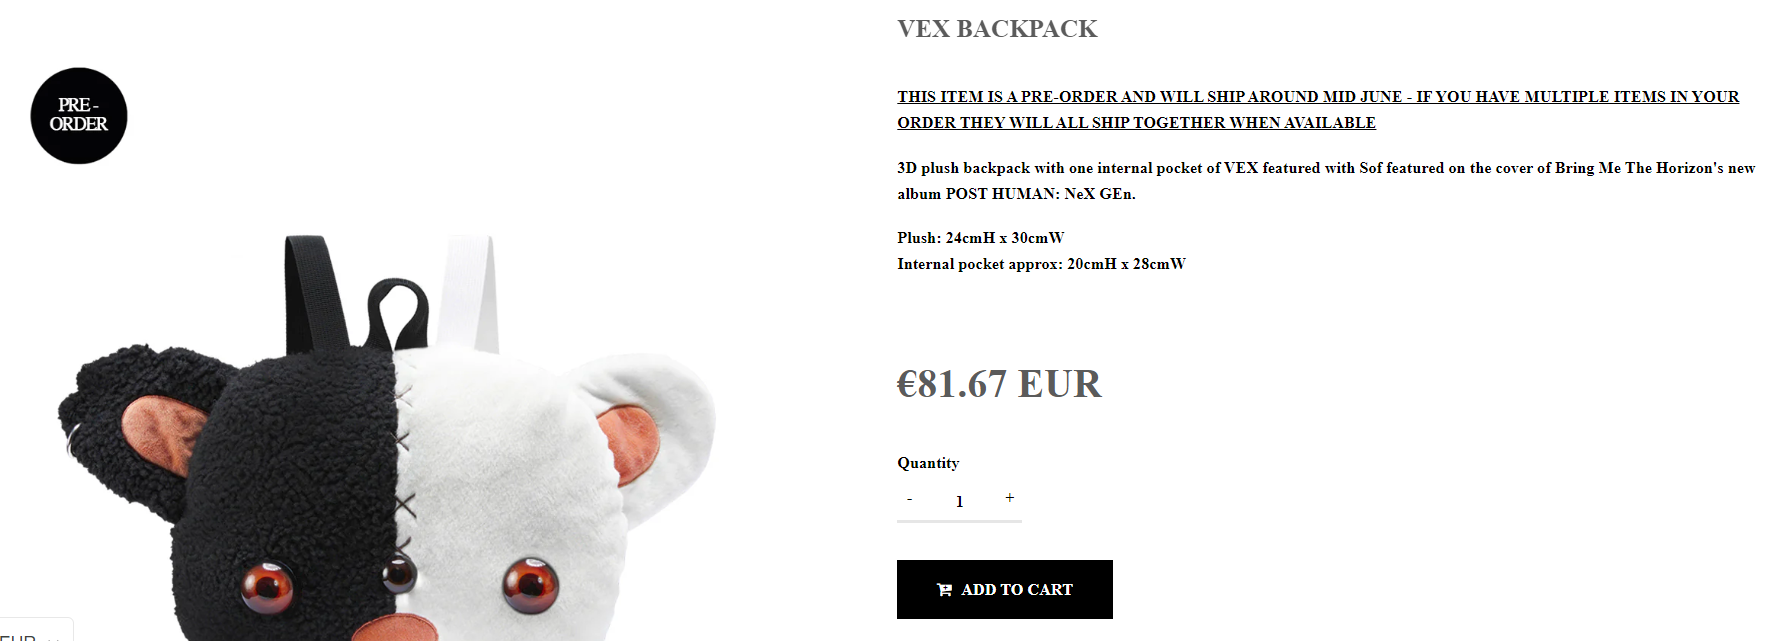 VEX BACKPACK
PRE -
ORDER
THIS ITEM IS A PRE-ORDER AND WILL SHIP AROUND MID JUNE - IF YOU HAVE MULTIPLE ITEMS IN YOUR
ORDER THEY WILL ALL SHIP TOGETHER WHEN AVAILABLE
3D plush backpack with one internal pocket of VEX featured with Sof featured on the cover of Bring Me The Horizon's new
album POST HUMAN: NeX GEn.
Plush: 24cmH x 30cmW
Internal pocket approx: 20cmH x 28cmW
€81.67 EUR
Quantity
- 1 +
ADD TO CART
EUR